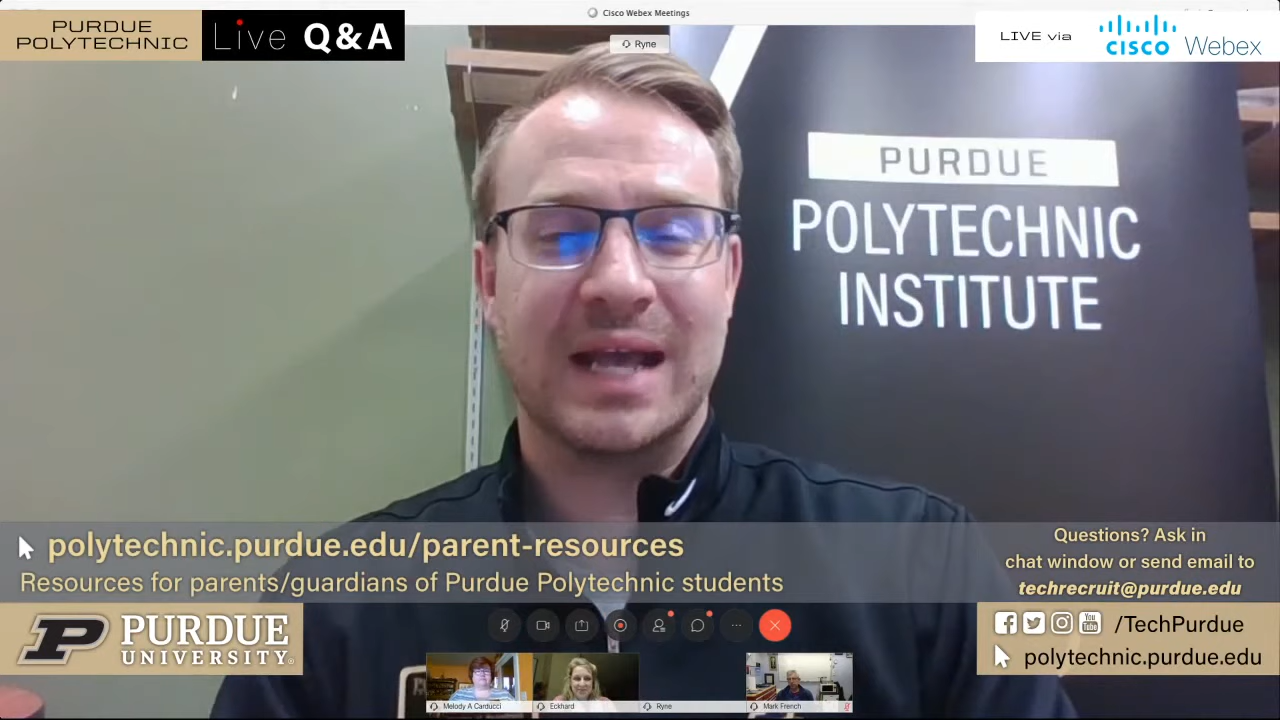 Cisco Webex Meetings
PURDUE
POLYTECHNIC
Live Q&A
Ryne
LIVE via
CISCO Webex
PURDUE
POLYTECHNIC
INSTITUTE
polytechnic.purdue.edu/parent-resources
Resources for parents/guardians of Purdue Polytechnic students
Questions? Ask in
chat window or send email to
techrecruit@purdue.edu
PURDUE
UNIVERSITY®
You
Tube
/TechPurdue
polytechnic.purdue.edu
Melody A Carducci
Eckhard
Ryne
Mark French